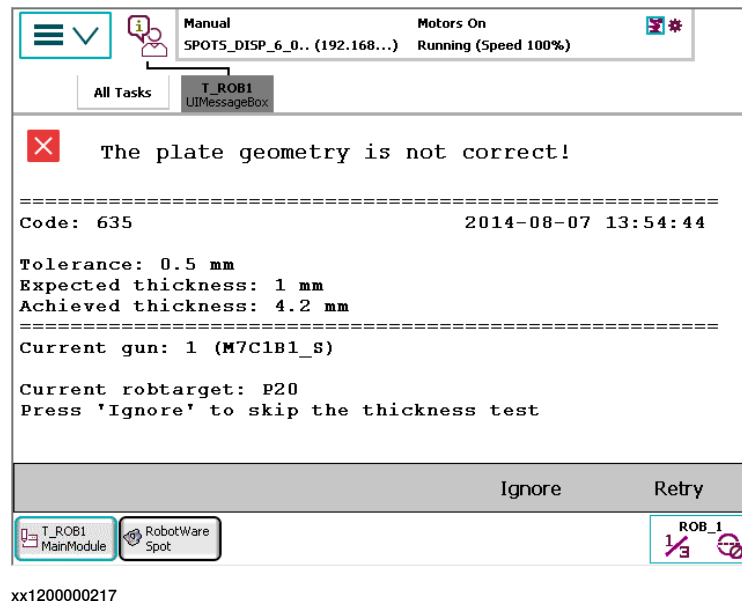 Manual
SPOTS_DISP_6_0.. (192.168...)
Motors On
Running (Speed 100%)
All Tasks
T_ROB1
UIMessageBox
The plate geometry is not correct!
=======================================================
Code: 635 2014-08-07 13:54:44
Tolerance: 0.5 mm
Expected thickness: 1 mm
Achieved thickness: 4.2 mm
=======================================================
Current gun: 1 (M7C1B1_S)
Current robtarget: P20
Press 'Ignore' to skip the thickness test
Ignore Retry
T_ROB1
MainModule
RobotWare
Spot
ROB_1
1/3
xx1200000217